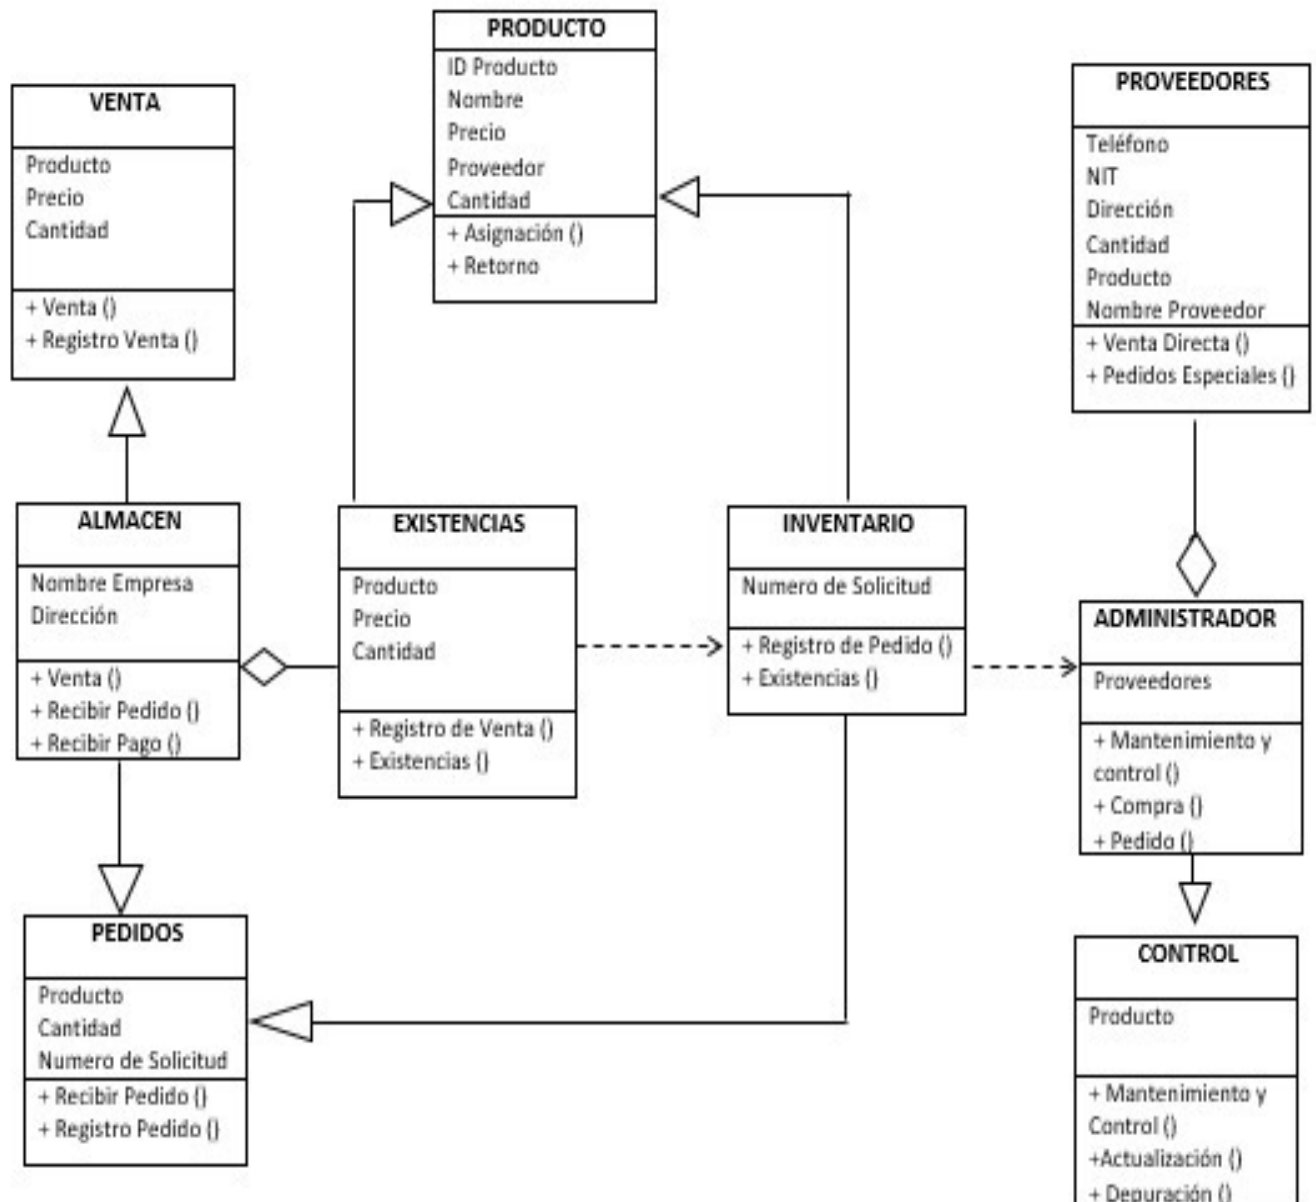 PRODUCTO
ID Producto
Nombre
Precio
Proveedor
Cantidad
+ Asignación ()
+ Retorno
VENTA
Producto
Precio
Cantidad
+ Venta ()
+ Registro Venta ()
PROVEEDORES
Teléfono
NIT
Dirección
Cantidad
Producto
Nombre Proveedor
+ Venta Directa ()
+ Pedidos Especiales ()
ALMACEN
Nombre Empresa
Dirección
+ Venta ()
+ Recibir Pedido ()
+ Recibir Pago ()
EXISTENCIAS
Producto
Precio
Cantidad
+ Registro de Venta ()
+ Existencias ()
INVENTARIO
Numero de Solicitud
+ Registro de Pedido ()
+ Existencias ()
ADMINISTRADOR
Proveedores
+ Mantenimiento y
control ()
+ Compra ()
+ Pedido ()
PEDIDOS
Producto
Cantidad
Numero de Solicitud
+ Recibir Pedido ()
+ Registro Pedido ()
CONTROL
Producto
+ Mantenimiento y
Control ()
+Actualización ()
+ Depuración ()